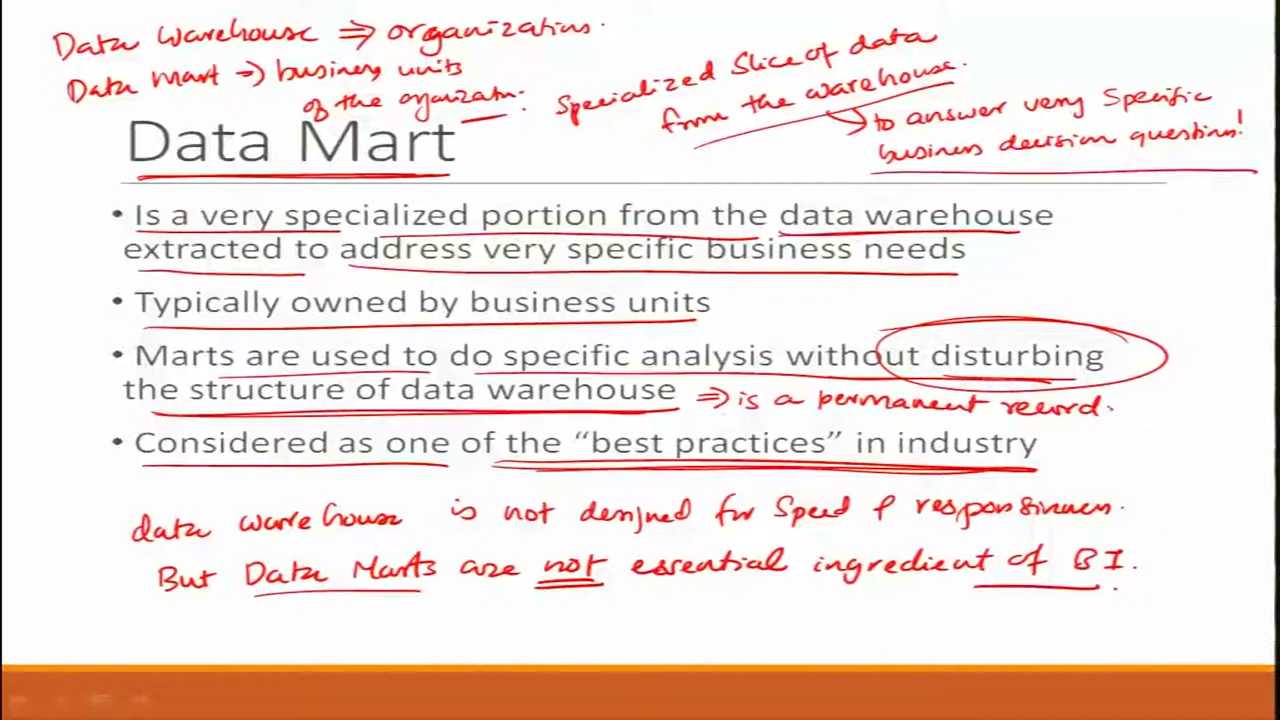 Data Warehouse ⇒ organizations.
Data Mart ⇒ business units
of the organization.
Specialized Slice of data
from the warehouse.
to answer very Specific
business decision questions!
Data Mart
• Is a very specialized portion from the data warehouse
extracted to address very specific business needs
• Typically owned by business units
• Marts are used to do specific analysis without disturbing
the structure of data warehouse ⇒ is a permanent record.
• Considered as one of the “best practices” in industry
data warehouse is not designed for Speed & responsiveness.
But Data Marts are not essential ingredient of BI.